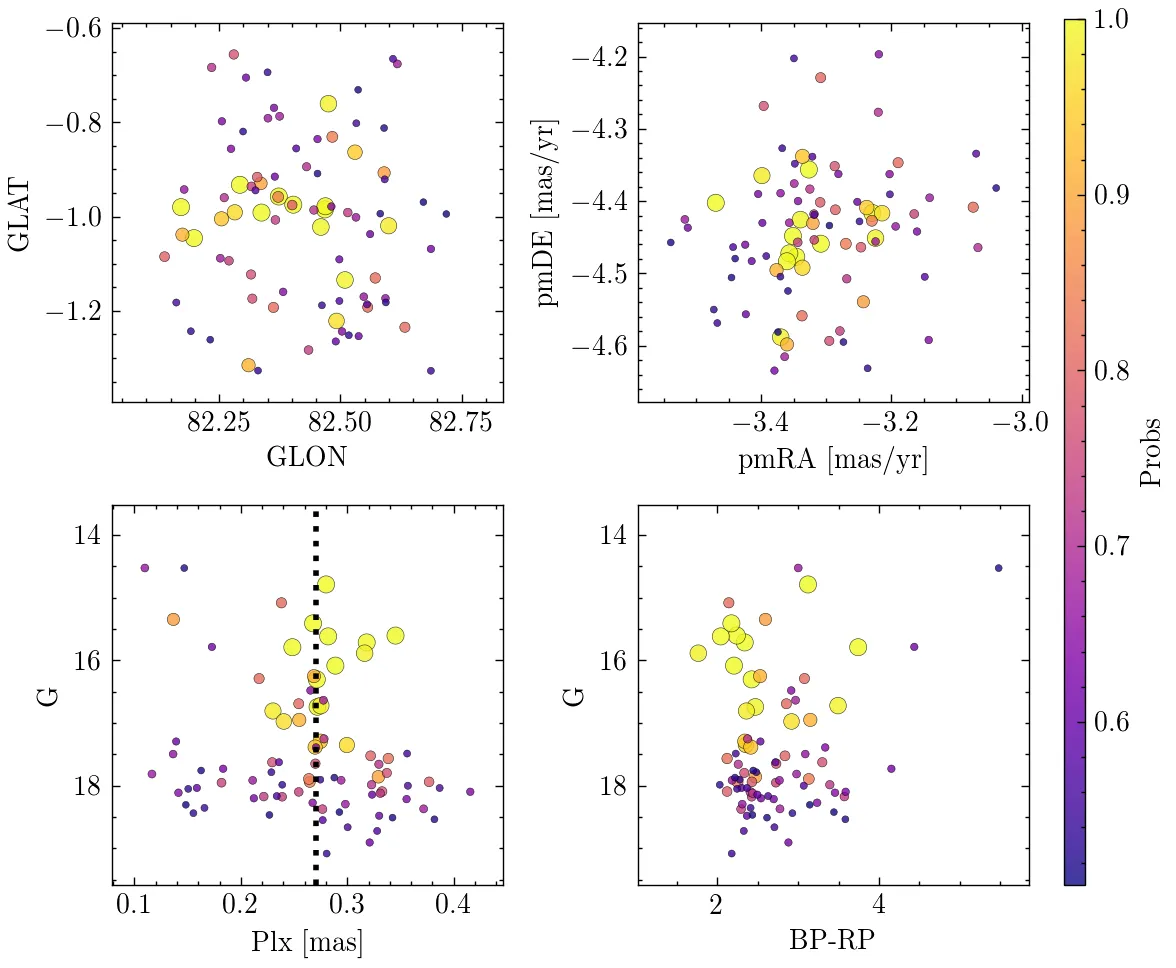 −0.6
−0.8
−1.0
−1.2
GLAT
82.25 82.50 82.75
GLON
−4.2
−4.3
−4.4
−4.5
−4.6
pmDE [mas/yr]
−3.4 −3.2 −3.0
pmRA [mas/yr]
14
16
18
G
0.1 0.2 0.3 0.4
Plx [mas]
14
16
18
G
2 4
BP-RP
1.0
0.9
0.8
0.7
0.6
Probs